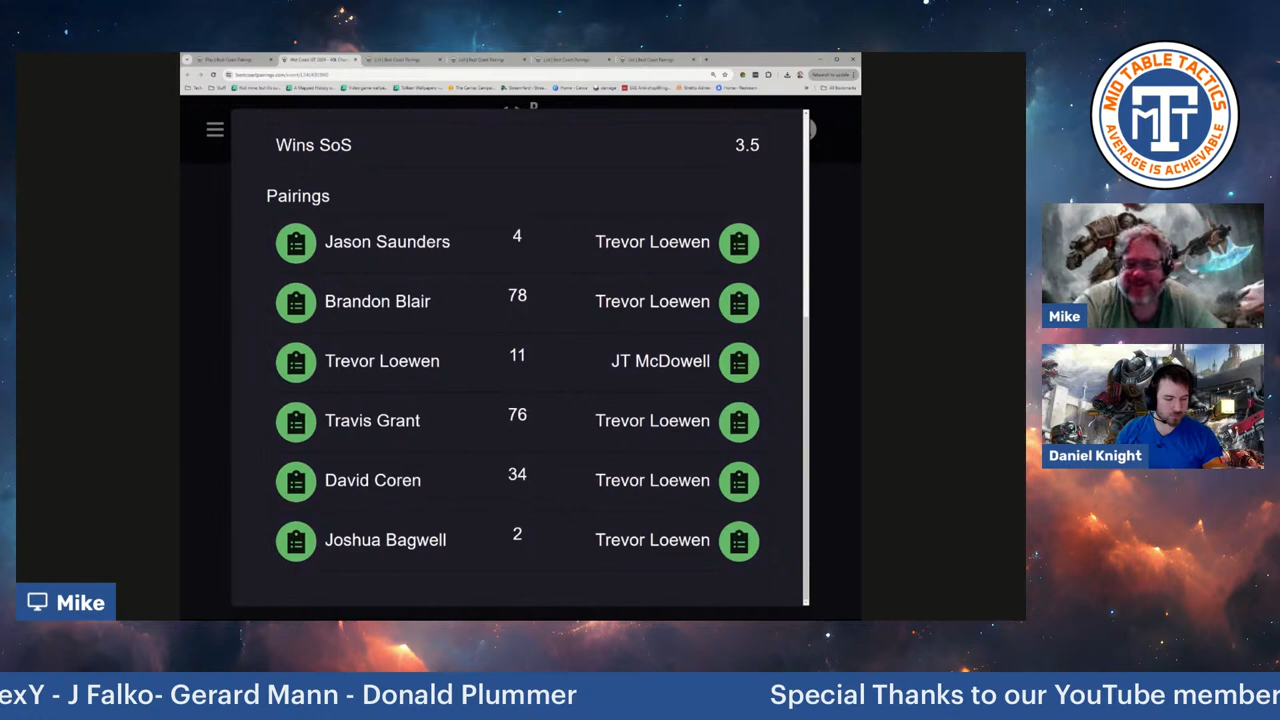 Wins SoS 3.5
Pairings
Jason Saunders 4 Trevor Loewen
Brandon Blair 78 Trevor Loewen
Trevor Loewen 11 JT McDowell
Travis Grant 76 Trevor Loewen
David Coren 34 Trevor Loewen
Joshua Bagwell 2 Trevor Loewen
Mike
MID TABLE TACTICS
MTT
AVERAGE IS ACHIEVABLE
Mike
Daniel Knight
exY - J Falko- Gerard Mann - Donald Plummer Special Thanks to our YouTube member